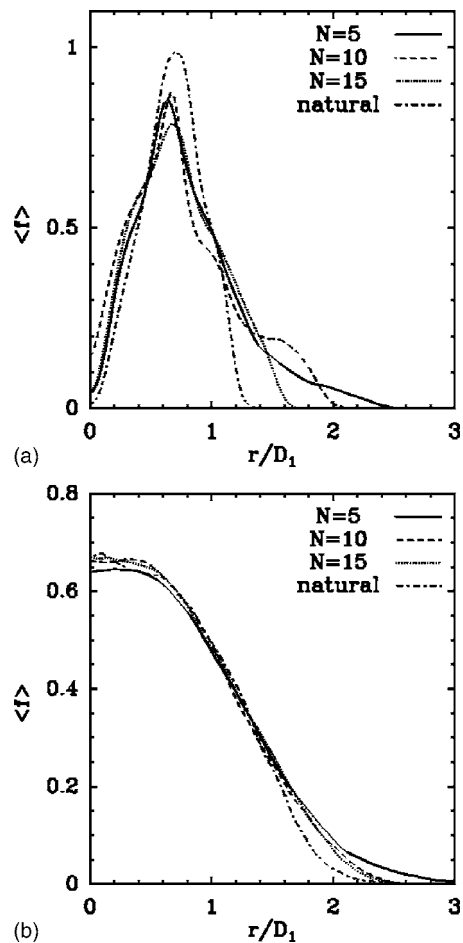 1
0.5
0
<f>
N=5
N=10
N=15
natural
0 1 2 3
(a) r/D₁
0.8
0.6
0.4
0.2
0
<f>
N=5
N=10
N=15
natural
0 1 2 3
(b) r/D₁